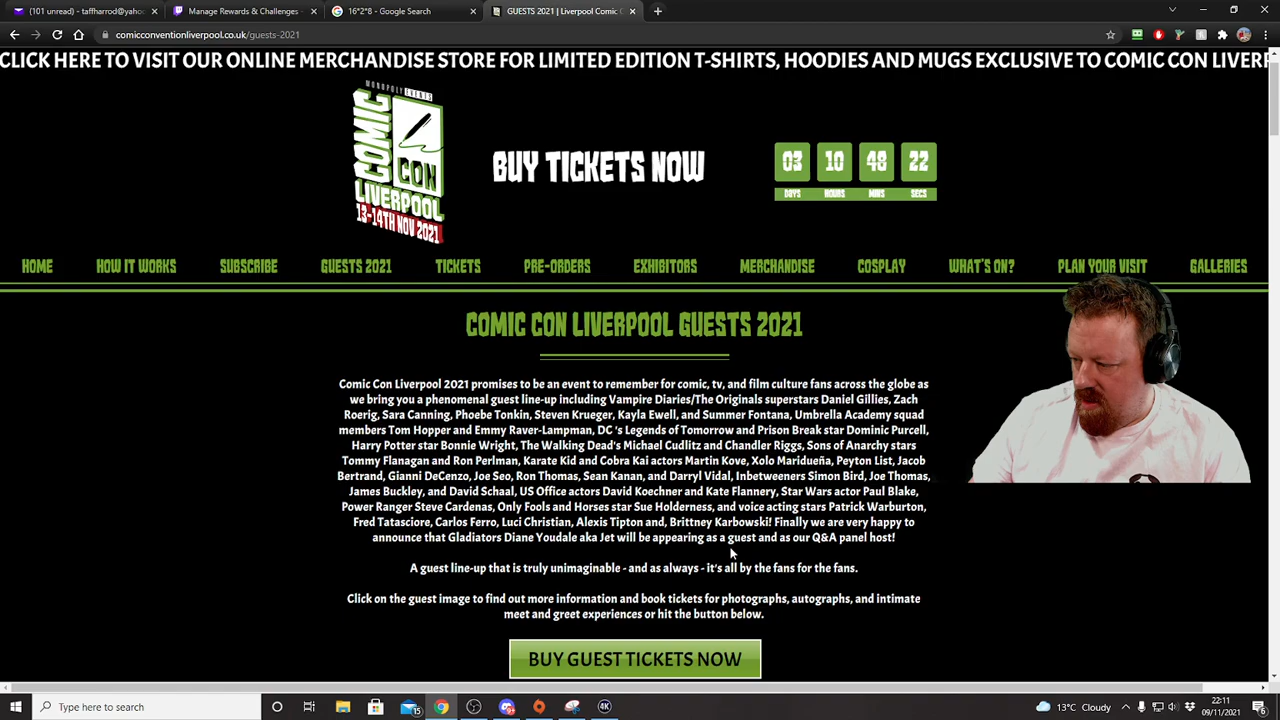 (101 unread) - taffharrod@yahoo
Manage Rewards & Challenges -
16*2*8 - Google Search
GUESTS 2021 | Liverpool Comic C
comicconventionliverpool.co.uk/guests-2021
CLICK HERE TO VISIT OUR ONLINE MERCHANDISE STORE FOR LIMITED EDITION T-SHIRTS, HOODIES AND MUGS EXCLUSIVE TO COMIC CON LIVERP
MONOPOLY EVENTS
COMIC
CON
LIVERPOOL
13-14TH NOV 2021
BUY TICKETS NOW
03 10 48 22
DAYS HOURS MINS SECS
HOME HOW IT WORKS SUBSCRIBE GUESTS 2021 TICKETS PRE-ORDERS EXHIBITORS MERCHANDISE COSPLAY WHAT'S ON? PLAN YOUR VISIT GALLERIES
COMIC CON LIVERPOOL GUESTS 2021
Comic Con Liverpool 2021 promises to be an event to remember for comic, tv, and film culture fans across the globe as
we bring you a phenomenal guest line-up including Vampire Diaries/The Originals superstars Daniel Gillies, Zach
Roerig, Sara Canning, Phoebe Tonkin, Steven Krueger, Kayla Ewell, and Summer Fontana, Umbrella Academy squad
members Tom Hopper and Emmy Raver-Lampman, DC 's Legends of Tomorrow and Prison Break star Dominic Purcell,
Harry Potter star Bonnie Wright, The Walking Dead's Michael Cudlitz and Chandler Riggs, Sons of Anarchy stars
Tommy Flanagan and Ron Perlman, Karate Kid and Cobra Kai actors Martin Kove, Xolo Maridueña, Peyton List, Jacob
Bertrand, Gianni DeCenzo, Joe Seo, Ron Thomas, Sean Kanan, and Darryl Vidal, Inbetweeners Simon Bird, Joe Thomas,
James Buckley, and David Schaal, US Office actors David Koechner and Kate Flannery, Star Wars actor Paul Blake,
Power Ranger Steve Cardenas, Only Fools and Horses star Sue Holderness, and voice acting stars Patrick Warburton,
Fred Tatasciore, Carlos Ferro, Luci Christian, Alexis Tipton and, Brittney Karbowski! Finally we are very happy to
announce that Gladiators Diane Youdale aka Jet will be appearing as a guest and as our Q&A panel host!
A guest line-up that is truly unimaginable - and as always - it's all by the fans for the fans.
Click on the guest image to find out more information and book tickets for photographs, autographs, and intimate
meet and greet experiences or hit the button below.
BUY GUEST TICKETS NOW
Type here to search
15
4K
13°C Cloudy
22:11
09/11/2021
6